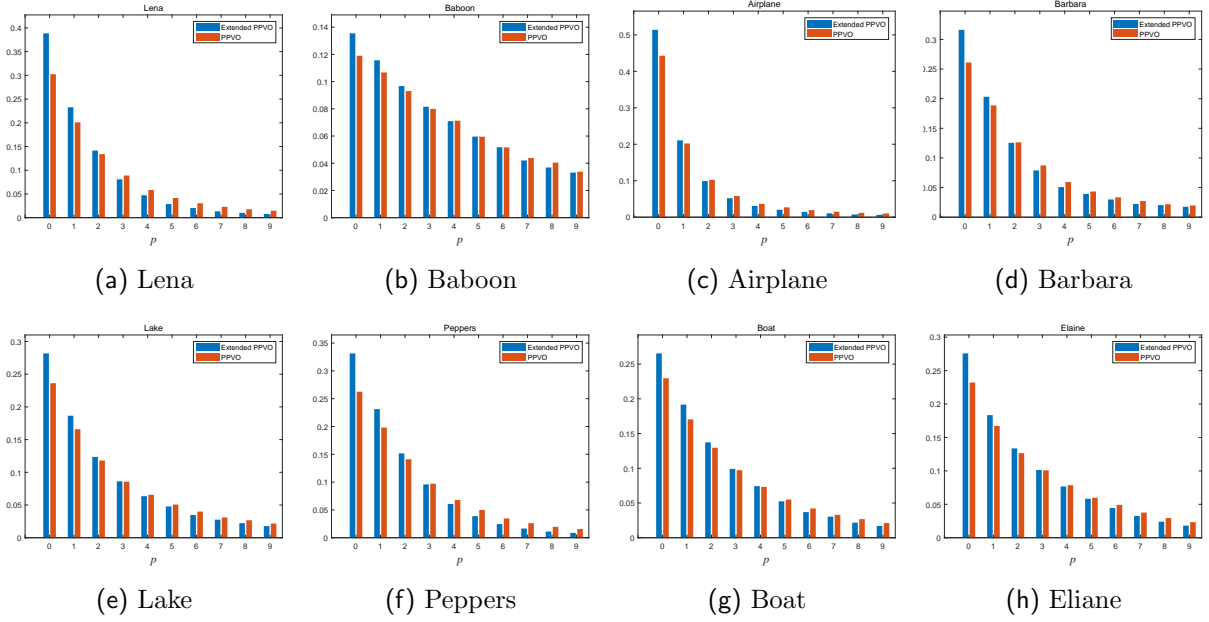 Lena
Extended PPVO
PPVO
0.4
0.35
0.3
0.25
0.2
0.15
0.1
0.05
0
0 1 2 3 4 5 6 7 8 9
p
(a) Lena
Baboon
Extended PPVO
PPVO
0.14
0.12
0.1
0.08
0.06
0.04
0.02
0
0 1 2 3 4 5 6 7 8 9
p
(b) Baboon
Airplane
Extended PPVO
PPVO
0.5
0.4
0.3
0.2
0.1
0
0 1 2 3 4 5 6 7 8 9
p
(c) Airplane
Barbara
Extended PPVO
PPVO
0.3
0.25
0.2
0.15
0.1
0.05
0
0 1 2 3 4 5 6 7 8 9
p
(d) Barbara
Lake
Extended PPVO
PPVO
0.3
0.25
0.2
0.15
0.1
0.05
0
0 1 2 3 4 5 6 7 8 9
p
(e) Lake
Peppers
Extended PPVO
PPVO
0.35
0.3
0.25
0.2
0.15
0.1
0.05
0
0 1 2 3 4 5 6 7 8 9
p
(f) Peppers
Boat
Extended PPVO
PPVO
0.25
0.2
0.15
0.1
0.05
0
0 1 2 3 4 5 6 7 8 9
p
(g) Boat
Elaine
Extended PPVO
PPVO
0.3
0.25
0.2
0.15
0.1
0.05
0
0 1 2 3 4 5 6 7 8 9
p
(h) Eliane